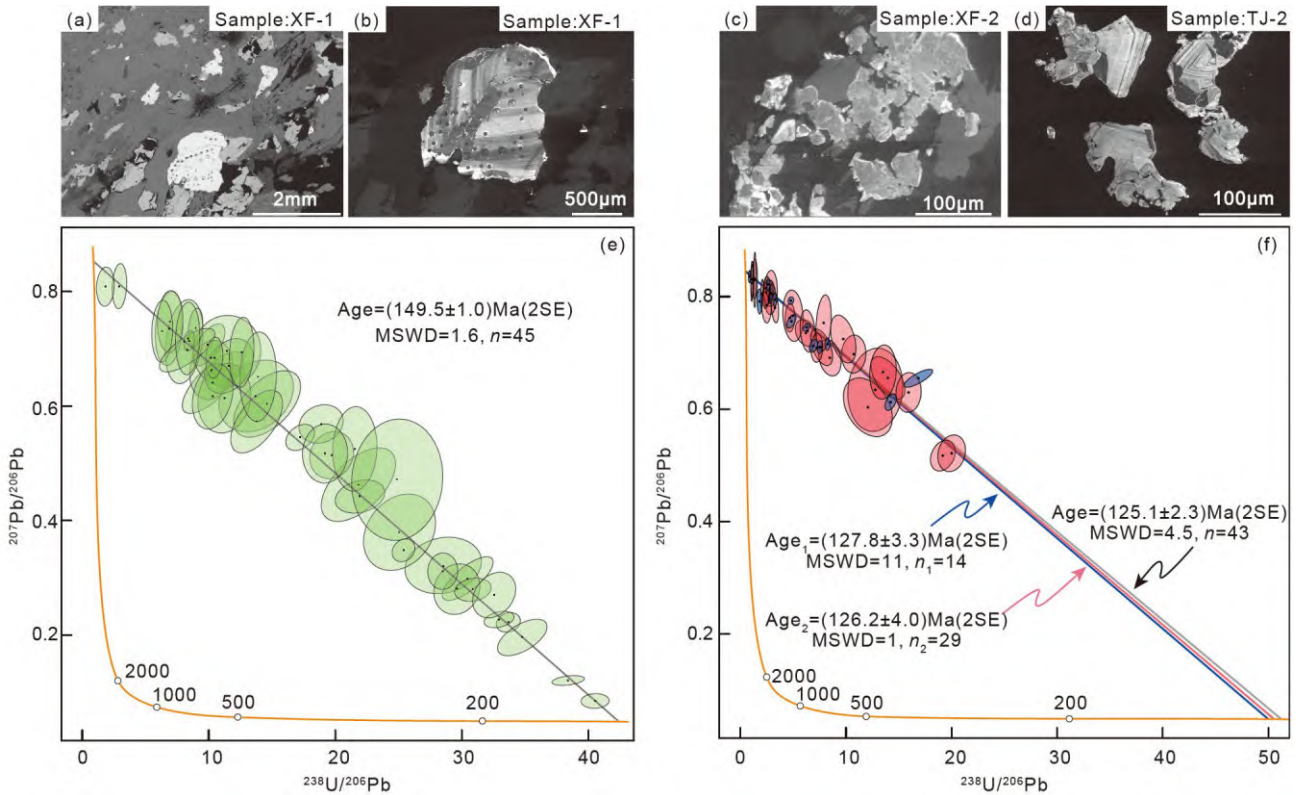 (a) Sample:XF-1
2mm
(b) Sample:XF-1
500μm
(c) Sample:XF-2
100μm
(d) Sample:TJ-2
100μm
(e)
Age=(149.5±1.0)Ma(2SE)
MSWD=1.6, n=45
0.8
0.6
0.4
0.2
2000
1000
500
200
0 10 20 30 40
²³⁸U/²⁰⁶Pb
²⁰⁷Pb/²⁰⁶Pb
(f)
Age₁=(127.8±3.3)Ma(2SE)
MSWD=11, n₁=14
Age=(125.1±2.3)Ma(2SE)
MSWD=4.5, n=43
Age₂=(126.2±4.0)Ma(2SE)
MSWD=1, n₂=29
0.8
0.6
0.4
0.2
2000
1000
500
200
0 10 20 30 40 50
²³⁸U/²⁰⁶Pb
²⁰⁷Pb/²⁰⁶Pb